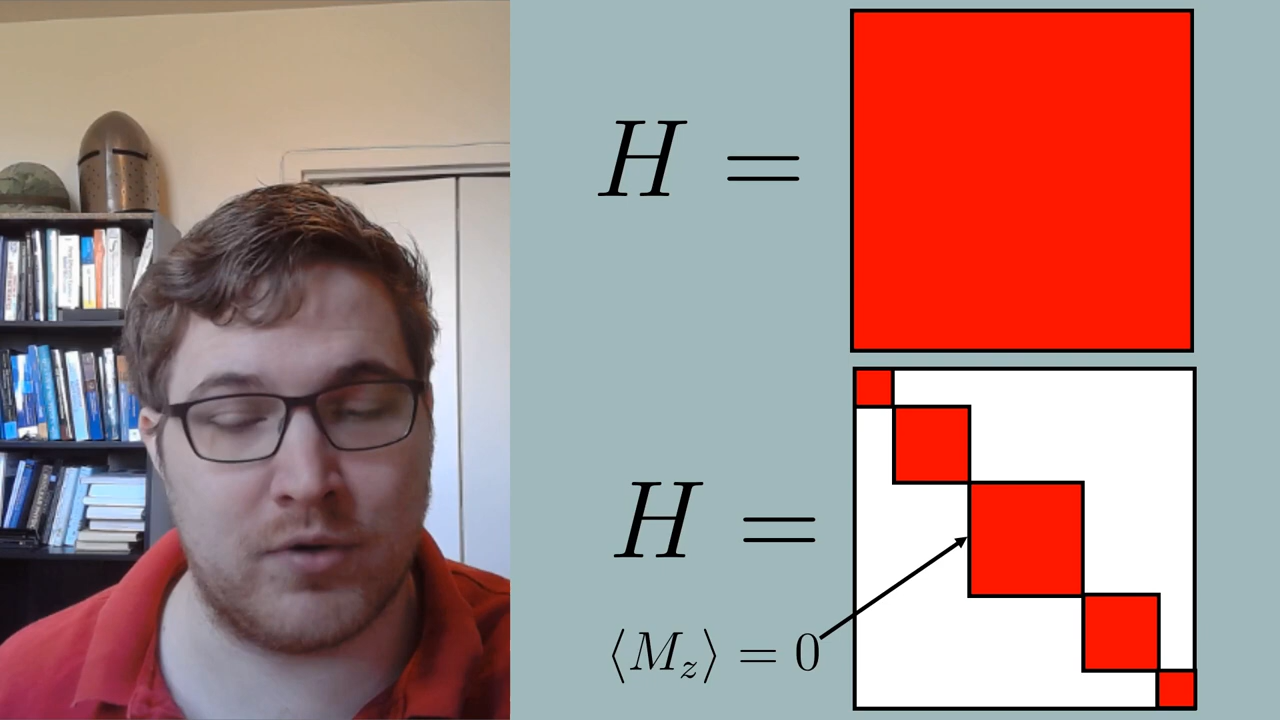 H =
H =
⟨M_z⟩ = 0